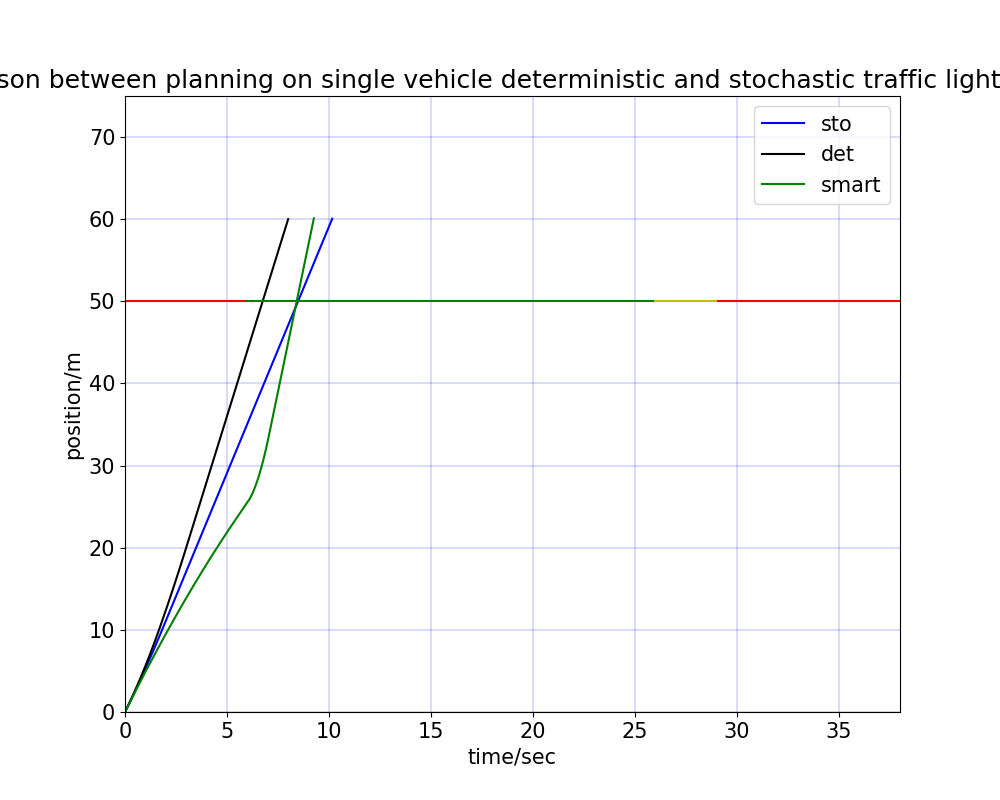 son between planning on single vehicle deterministic and stochastic traffic light
sto
det
smart
70
60
50
40
30
20
10
0
position/m
0 5 10 15 20 25 30 35
time/sec